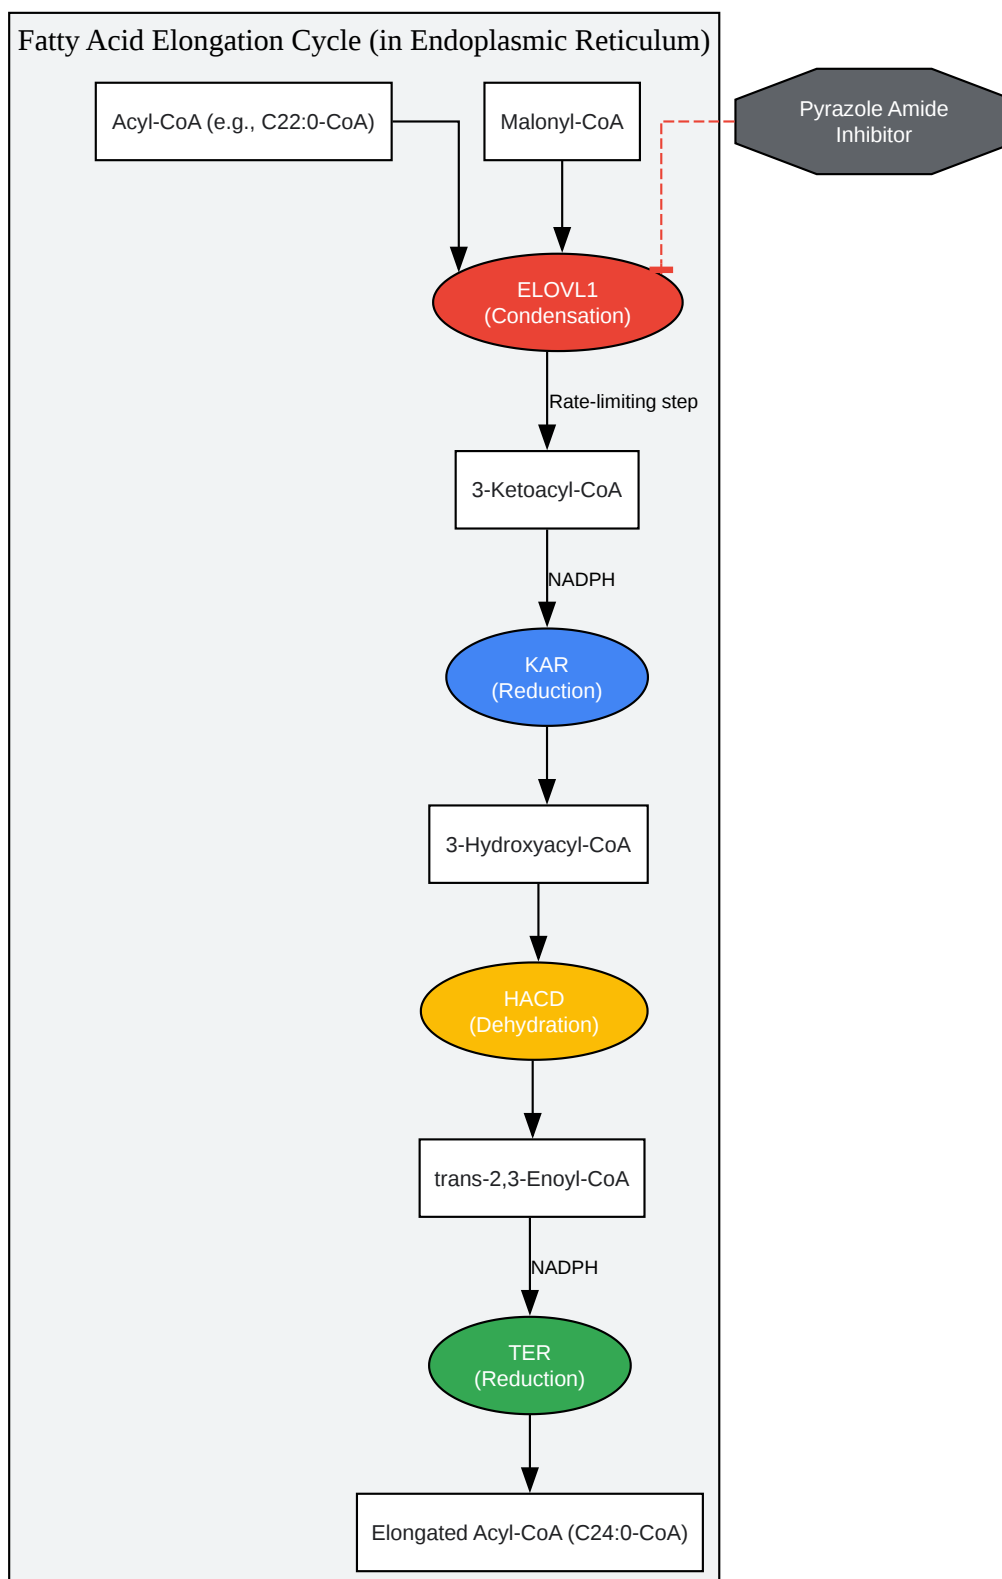 Fatty Acid Elongation Cycle (in Endoplasmic Reticulum)
Acyl-CoA (e.g., C22:0-CoA)
Malonyl-CoA
Pyrazole Amide
Inhibitor
ELOVL1
(Condensation)
Rate-limiting step
3-Ketoacyl-CoA
NADPH
KAR
(Reduction)
3-Hydroxyacyl-CoA
HACD
(Dehydration)
trans-2,3-Enoyl-CoA
NADPH
TER
(Reduction)
Elongated Acyl-CoA (C24:0-CoA)